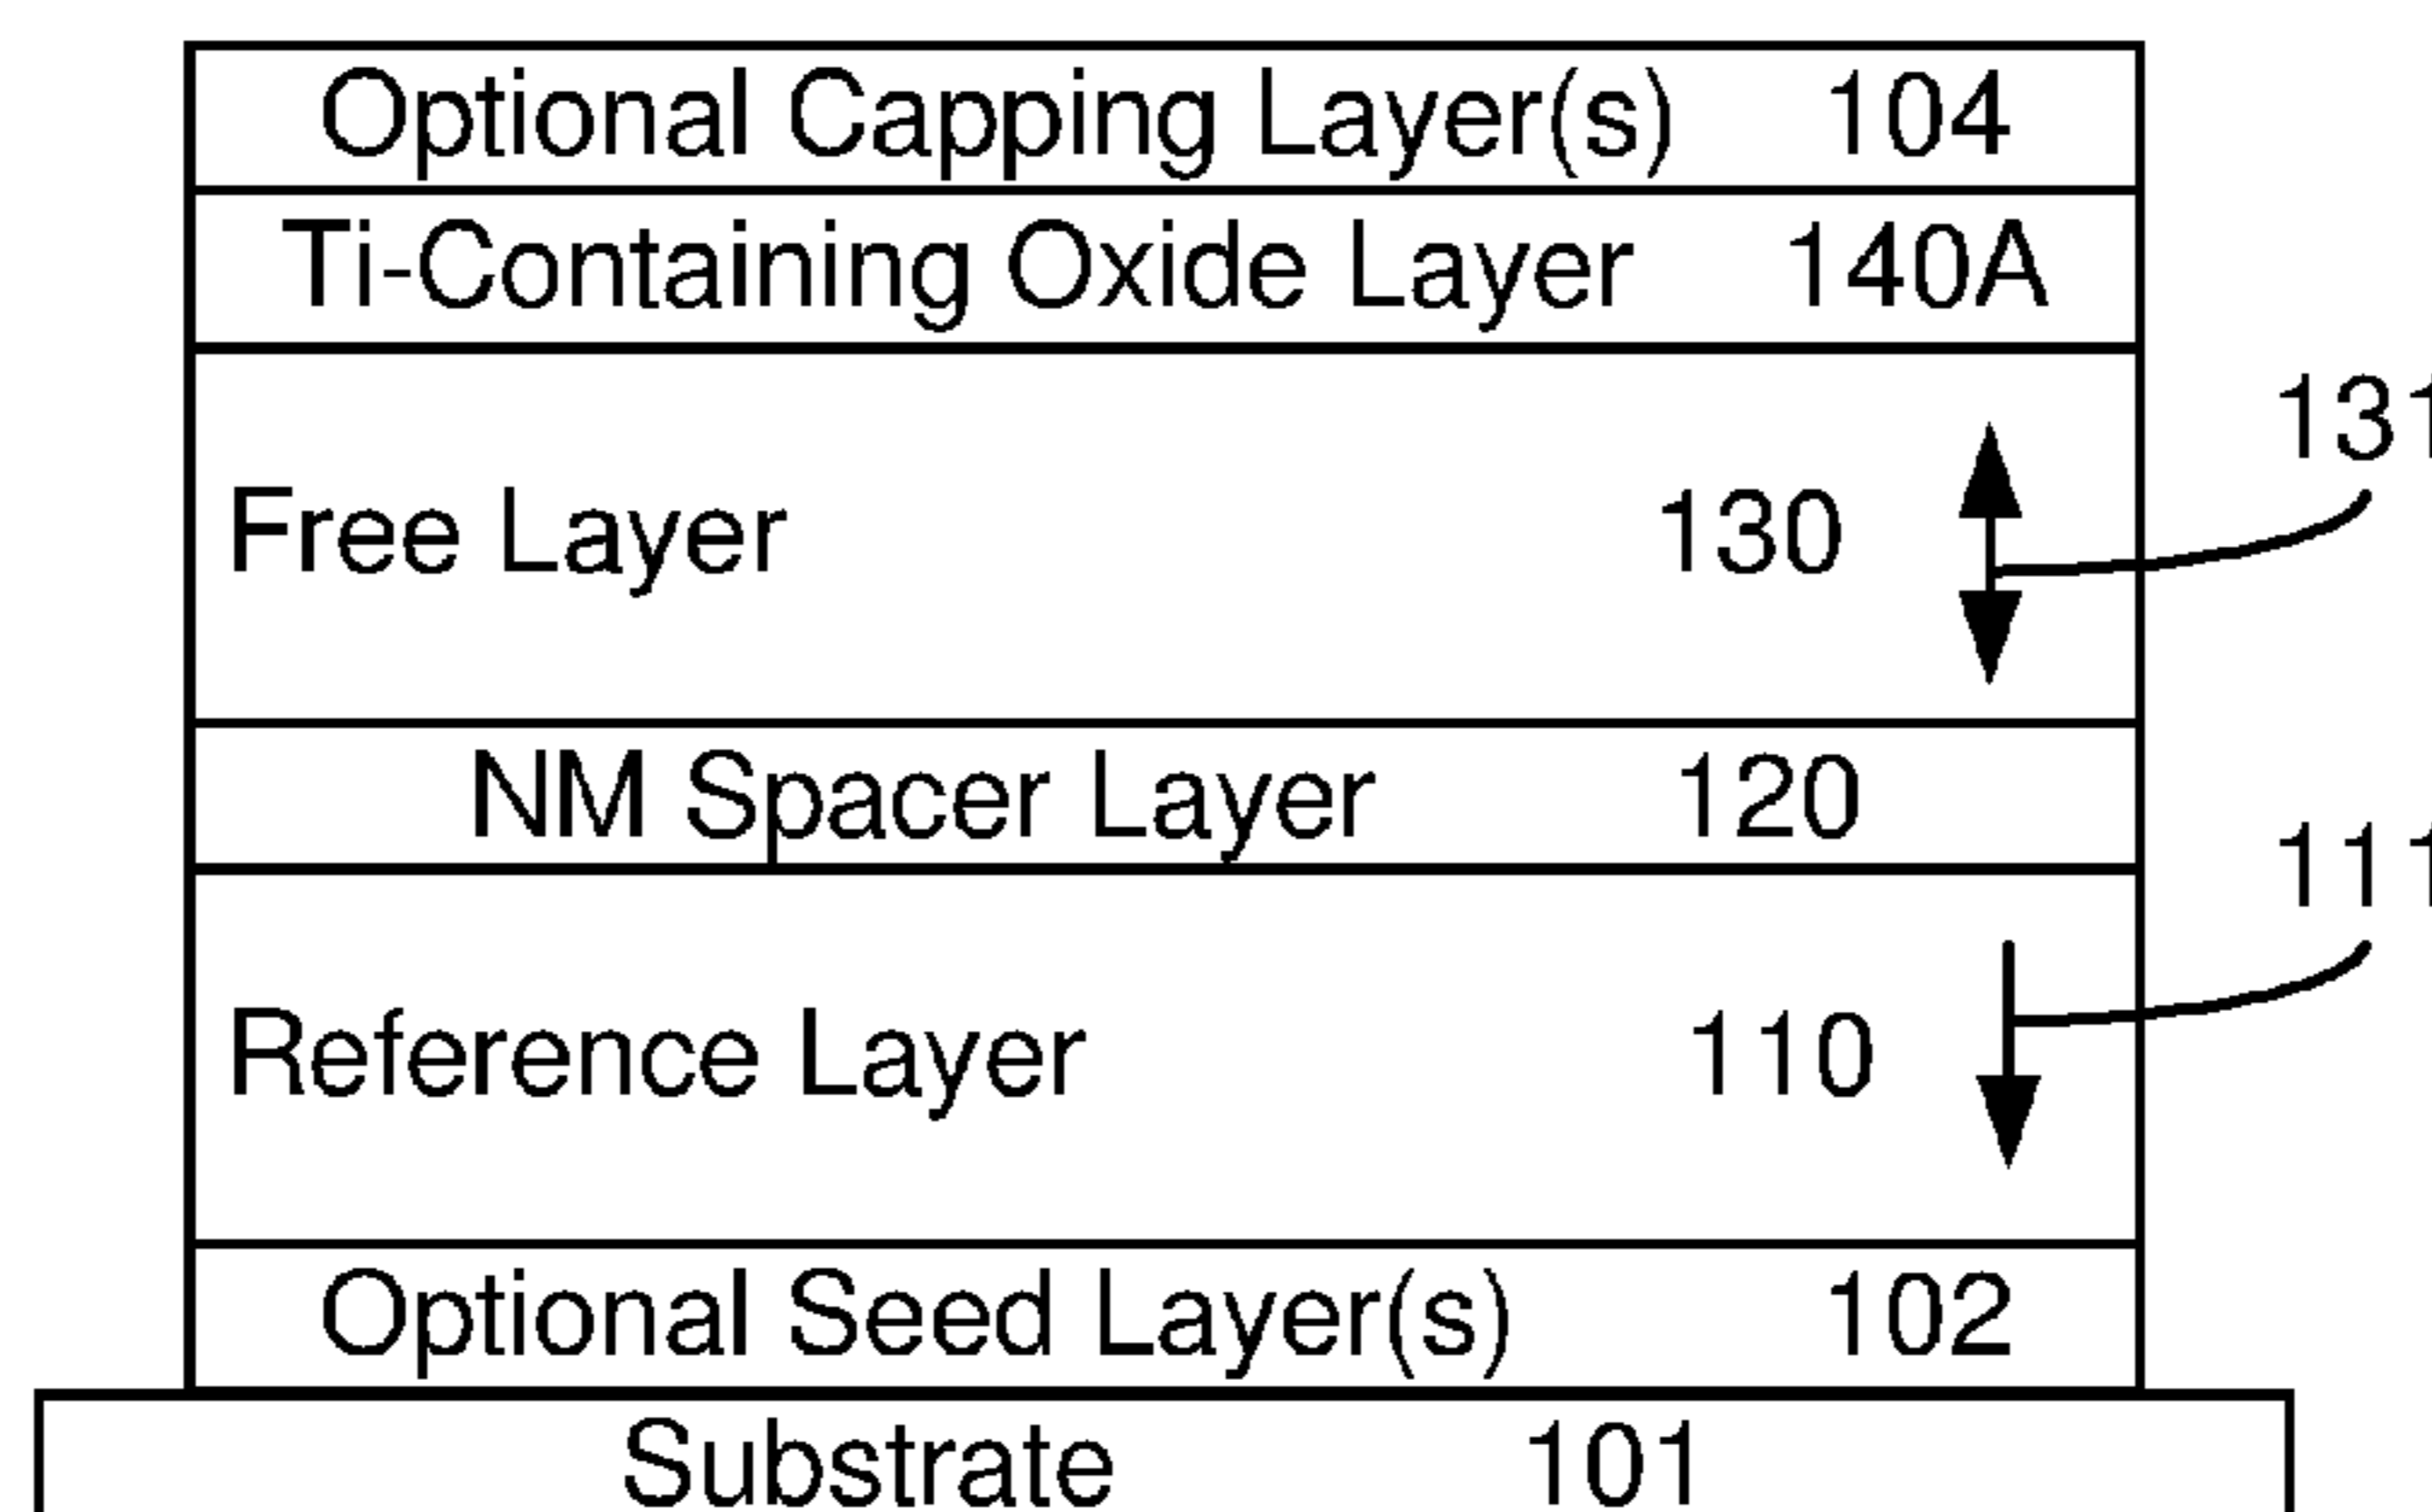 Optional Capping Layer(s) 104
Ti-Containing Oxide Layer 140A
131
Free Layer 130
NM Spacer Layer 120
111
Reference Layer 110
Optional Seed Layer(s) 102
Substrate 101